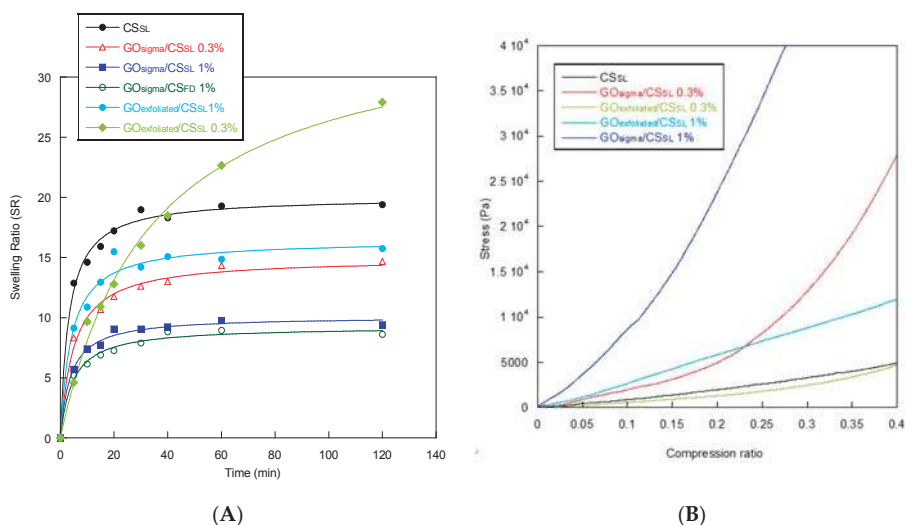 CSSL
GOsigma/CSSL 0.3%
GOsigma/CSSL 1%
GOsigma/CSFD 1%
GOexfoliated/CSSL1%
GOexfoliated/CSSL 0.3%
30
25
20
15
10
5
0
Swelling Ratio (SR)
0 20 40 60 80 100 120 140
Time (min)
(A)
B)
CSSL
GOsigma/CSSL 0.3%
GOexfoliated/CSSL 0.3%
GOexfoliated/CSSL 1%
GOsigma/CSSL 1%
4 10⁴
3.5 10⁴
3 10⁴
2.5 10⁴
2 10⁴
1.5 10⁴
1 10⁴
5000
0
Stress (Pa)
0 0.05 0.1 0.15 0.2 0.25 0.3 0.35 0.4
Compression ratio
(B)